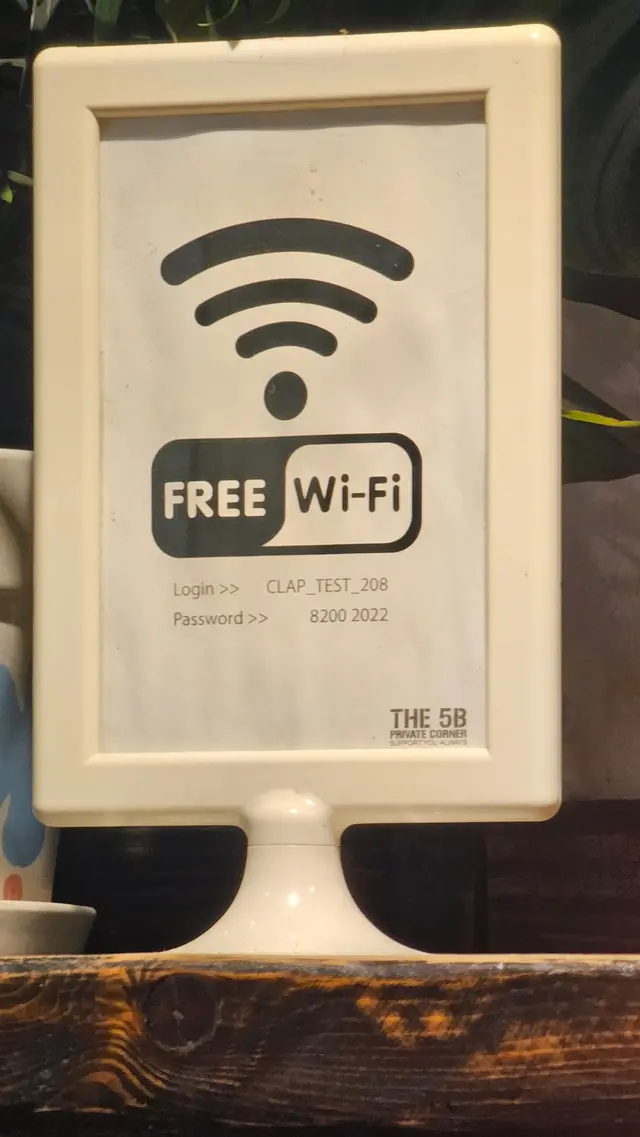 FREE Wi-Fi
Login >> CLAP_TEST_208
Password >> 8200 2022
THE 5B
PRIVATE CORNER
SUPPORT YOU ALWAYS